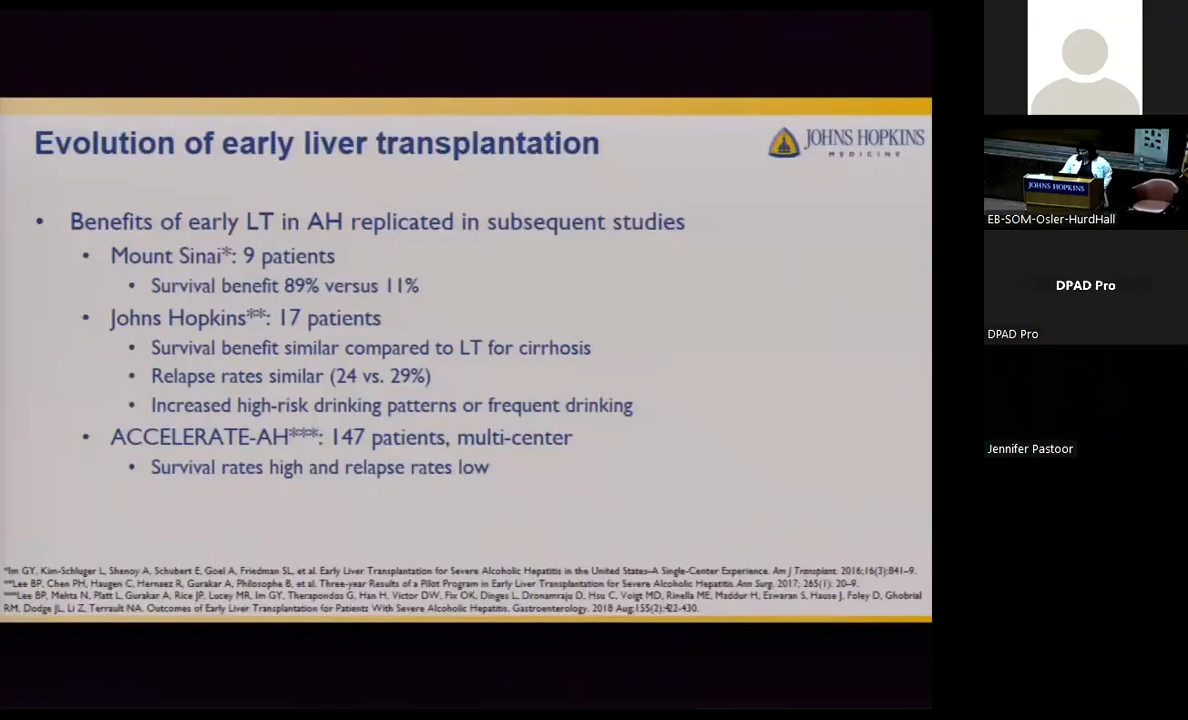 Evolution of early liver transplantation
JOHNS HOPKINS
MEDICINE
• Benefits of early LT in AH replicated in subsequent studies
• Mount Sinai*: 9 patients
• Survival benefit 89% versus 11%
• Johns Hopkins**: 17 patients
• Survival benefit similar compared to LT for cirrhosis
• Relapse rates similar (24 vs. 29%)
• Increased high-risk drinking patterns or frequent drinking
• ACCELERATE-AH***: 147 patients, multi-center
• Survival rates high and relapse rates low
*Im GY, Kim-Schluger L, Shenoy A, Schubert E, Goel A, Friedman SL, et al. Early Liver Transplantation for Severe Alcoholic Hepatitis in the United States–A Single-Center Experience. Am J Transplant. 2016;16(3):841–9.
**Lee BP, Chen PH, Haugen C, Hernaez R, Gurakar A, Philosophe B, et al. Three-year Results of a Pilot Program in Early Liver Transplantation for Severe Alcoholic Hepatitis. Ann Surg. 2017; 265(1): 20–9.
***Lee BP, Mehta N, Platt L, Gurakar A, Rice JP, Lucey MR, Im GY, Therapondos G, Han H, Victor DW, Fix OK, Dinges L, Dronamraju D, Hsu C, Voigt MD, Rinella ME, Maddur H, Eswaran S, Hause J, Foley D, Ghobrial
RM, Dodge JL, Li Z, Terrault NA. Outcomes of Early Liver Transplantation for Patients With Severe Alcoholic Hepatitis. Gastroenterology. 2018 Aug;155(2):422-430.
JOHNS HOPKINS
EB-SOM-Osler-HurdHall
DPAD Pro
DPAD Pro
Jennifer Pastoor